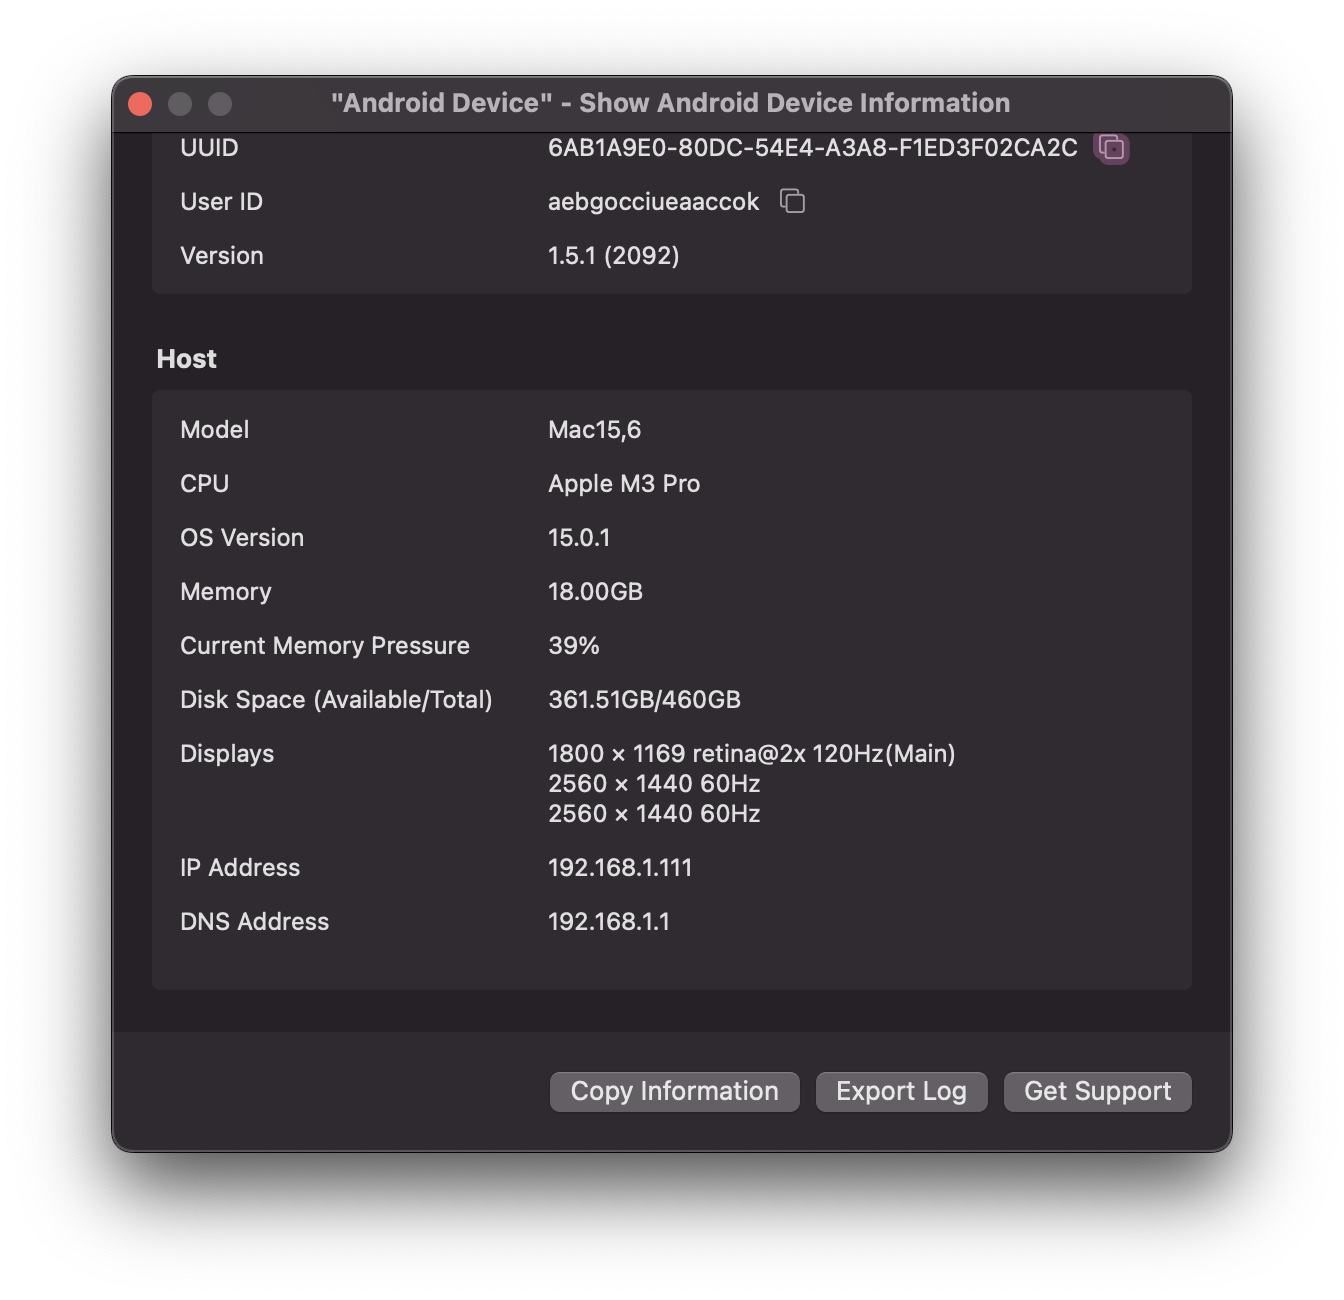 "Android Device" - Show Android Device Information
UUID 6AB1A9E0-80DC-54E4-A3A8-F1ED3F02CA2C
User ID aebgocciueaaccok
Version 1.5.1 (2092)
Host
Model Mac15,6
CPU Apple M3 Pro
OS Version 15.0.1
Memory 18.00GB
Current Memory Pressure 39%
Disk Space (Available/Total) 361.51GB/460GB
Displays 1800 × 1169 retina@2x 120Hz(Main)
2560 × 1440 60Hz
2560 × 1440 60Hz
IP Address 192.168.1.111
DNS Address 192.168.1.1
Copy Information Export Log Get Support